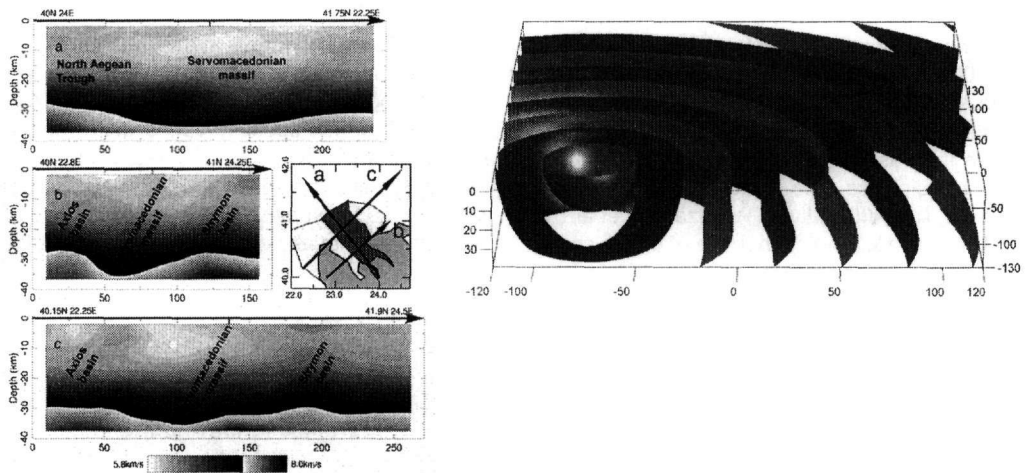 40N 24E 41.75N 22.25E
a
North Aegean
Trough
Servomacedonian
massif
Depth (km)
0
-10
-20
-30
-40
0 50 100 150 200
40N 22.8E 41N 24.25E
b
Axios
basin
massif
Strymon
basin
Depth (km)
0
-10
-20
-30
-40
0 50 100 150
a c
b
42.0
41.0
40.0
22.0 23.0 24.0
40.15N 22.25E 41.9N 24.5E
c
Axios
basin
massif
Strymon
basin
Depth (km)
0
-10
-20
-30
-40
0 50 100 150 200 250
5.8km/s 8.0km/s
130
100
50
0
-50
-100
-130
0
10
20
30
-120 -100 -50 0 50 100 120